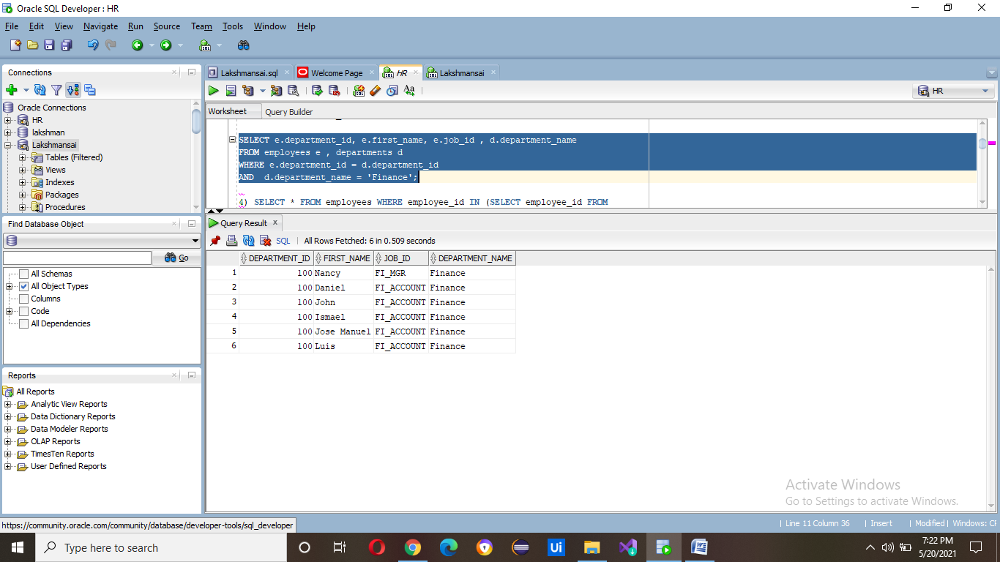 Oracle SQL Developer : HR
File Edit View Navigate Run Source Team Tools Window Help
Connections
Oracle Connections
HR
lakshman
Lakshmansai
Tables (Filtered)
Views
Indexes
Packages
Procedures
Find Database Object
Go
All Schemas
All Object Types
Columns
Code
All Dependencies
Reports
All Reports
Analytic View Reports
Data Dictionary Reports
Data Modeler Reports
OLAP Reports
TimesTen Reports
User Defined Reports
Lakshmansai.sql Welcome Page HR Lakshmansai
HR
Worksheet Query Builder
SELECT e.department_id, e.first_name, e.job_id , d.department_name
FROM employees e , departments d
WHERE e.department_id = d.department_id
AND  d.department_name = 'Finance';
4) SELECT * FROM employees WHERE employee_id IN (SELECT employee_id FROM
Query Result
SQL | All Rows Fetched: 6 in 0.509 seconds
DEPARTMENT_ID FIRST_NAME JOB_ID DEPARTMENT_NAME
1 100 Nancy FI_MGR Finance
2 100 Daniel FI_ACCOUNT Finance
3 100 John FI_ACCOUNT Finance
4 100 Ismael FI_ACCOUNT Finance
5 100 Jose Manuel FI_ACCOUNT Finance
6 100 Luis FI_ACCOUNT Finance
Activate Windows
Go to Settings to activate Windows.
https://community.oracle.com/community/database/developer-tools/sql_developer
| Line 11 Column 36 | Insert | Modified | Windows: CF
Type here to search
Ui
7:22 PM
5/20/2021